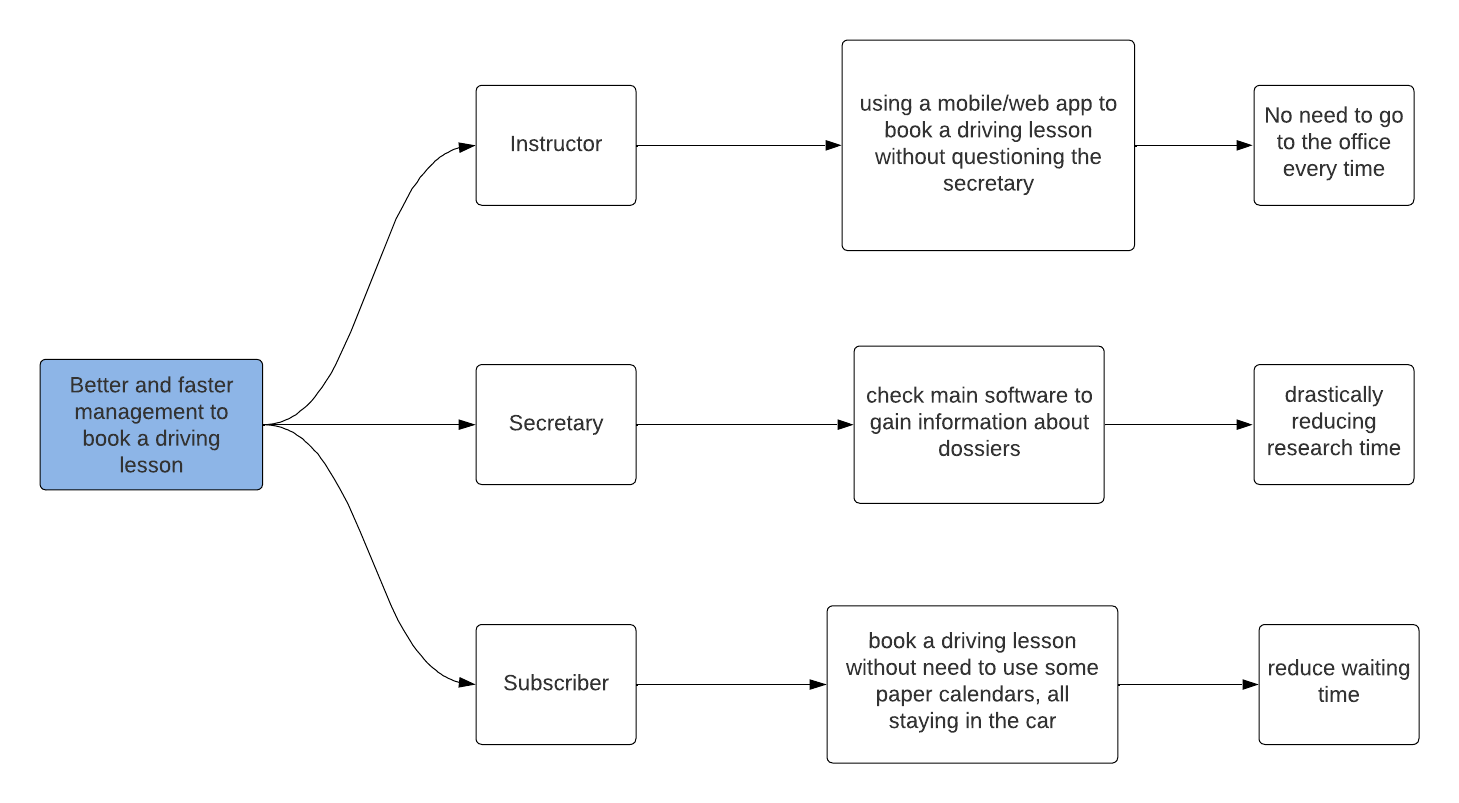 Better and faster
management to
book a driving
lesson
Instructor
using a mobile/web app to
book a driving lesson
without questioning the
secretary
No need to go
to the office
every time
Secretary
check main software to
gain information about
dossiers
drastically
reducing
research time
Subscriber
book a driving lesson
without need to use some
paper calendars, all
staying in the car
reduce waiting
time